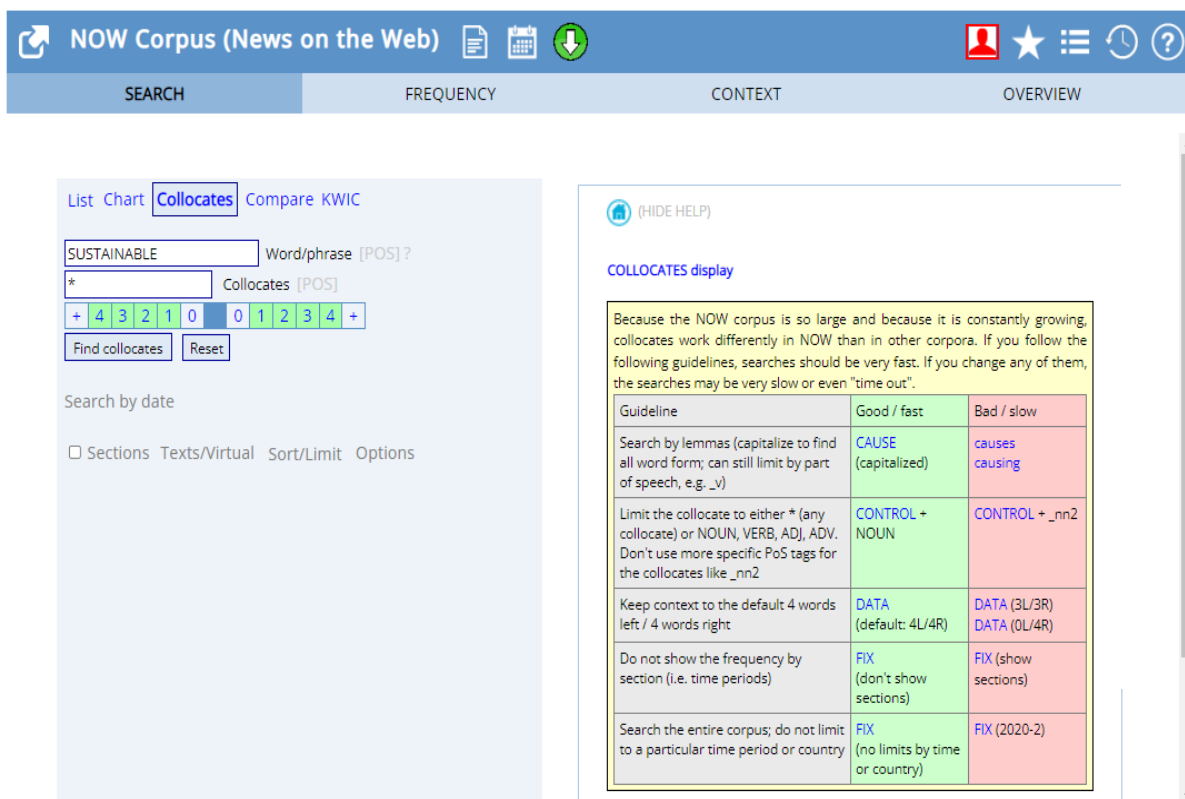 NOW Corpus (News on the Web)
SEARCH FREQUENCY CONTEXT OVERVIEW
List Chart Collocates Compare KWIC
SUSTAINABLE Word/phrase [POS] ?
* Collocates [POS]
+ 4 3 2 1 0 0 1 2 3 4 +
Find collocates Reset
Search by date
Sections Texts/Virtual Sort/Limit Options
(HIDE HELP)
COLLOCATES display
Because the NOW corpus is so large and because it is constantly growing,
collocates work differently in NOW than in other corpora. If you follow the
following guidelines, searches should be very fast. If you change any of them,
the searches may be very slow or even "time out".
Guideline Good / fast Bad / slow
Search by lemmas (capitalize to find CAUSE causes
all word form; can still limit by part (capitalized) causing
of speech, e.g. _v)
Limit the collocate to either * (any CONTROL + CONTROL + _nn2
collocate) or NOUN, VERB, ADJ, ADV. NOUN
Don't use more specific PoS tags for
the collocates like _nn2
Keep context to the default 4 words DATA DATA (3L/3R)
left / 4 words right (default: 4L/4R) DATA (0L/4R)
Do not show the frequency by FIX FIX (show
section (i.e. time periods) (don't show sections)
sections)
Search the entire corpus; do not limit FIX FIX (2020-2)
to a particular time period or country (no limits by time
or country)